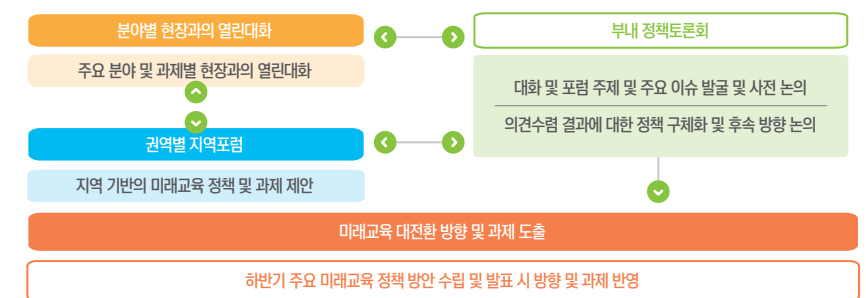 분야별 현장과의 열린대화
주요 분야 및 과제별 현장과의 열린대화
권역별 지역포럼
지역 기반의 미래교육 정책 및 과제 제안
부내 정책토론회
대화 및 포럼 주제 및 주요 이슈 발굴 및 사전 논의
의견수렴 결과에 대한 정책 구체화 및 후속 방향 논의
미래교육 대전환 방향 및 과제 도출
하반기 주요 미래교육 정책 방안 수립 및 발표 시 방향 및 과제 반영